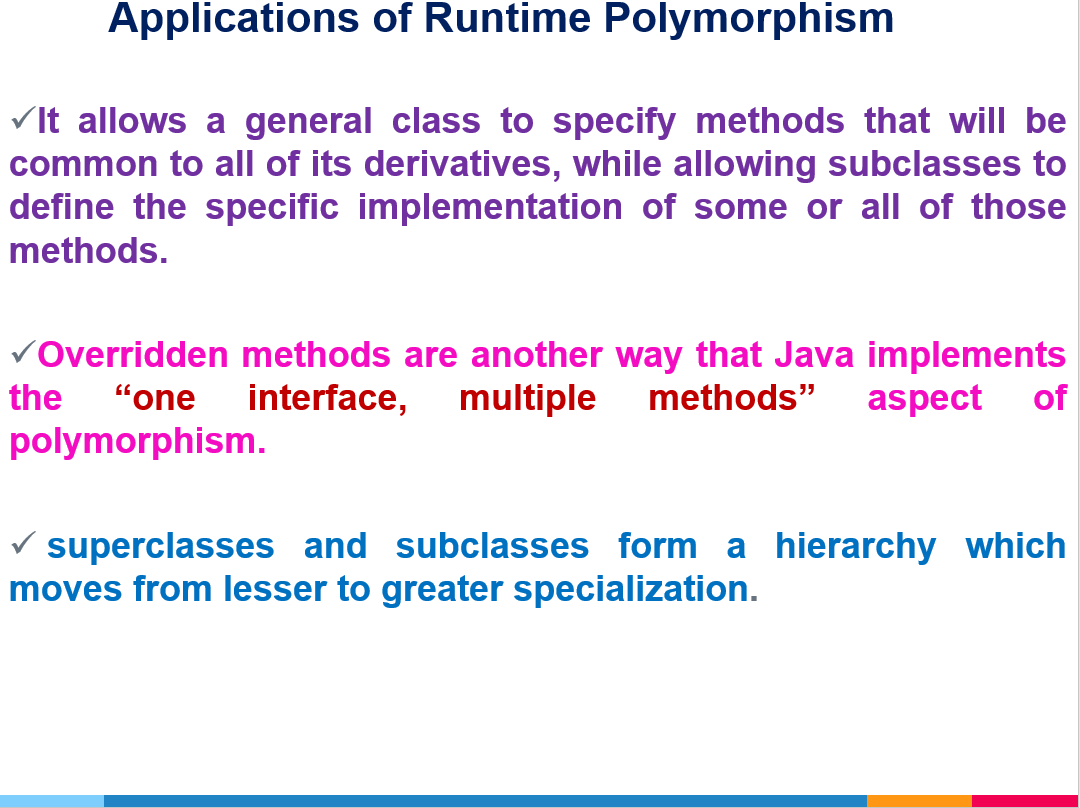 Applications of Runtime Polymorphism
✓It allows a general class to specify methods that will be
common to all of its derivatives, while allowing subclasses to
define the specific implementation of some or all of those
methods.
✓Overridden methods are another way that Java implements
the “one interface, multiple methods” aspect of
polymorphism.
✓ superclasses and subclasses form a hierarchy which
moves from lesser to greater specialization.